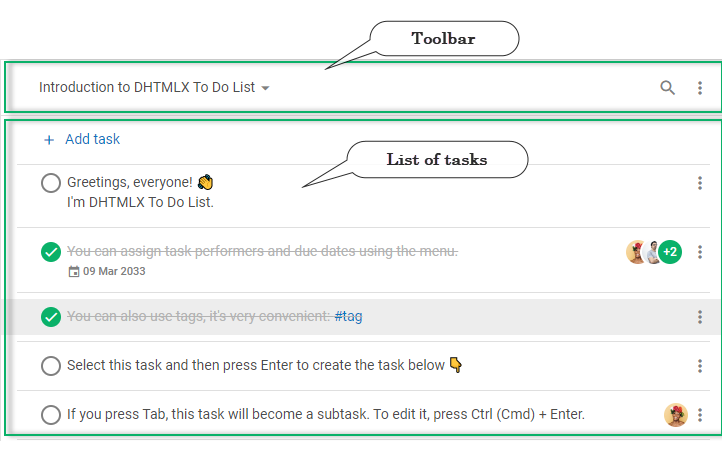 Toolbar
Introduction to DHTMLX To Do List
+ Add task
List of tasks
Greetings, everyone! 👋
I'm DHTMLX To Do List.
You can assign task performers and due dates using the menu.
+2
09 Mar 2033
You can also use tags, it's very convenient: #tag
Select this task and then press Enter to create the task below 👇
If you press Tab, this task will become a subtask. To edit it, press Ctrl (Cmd) + Enter.